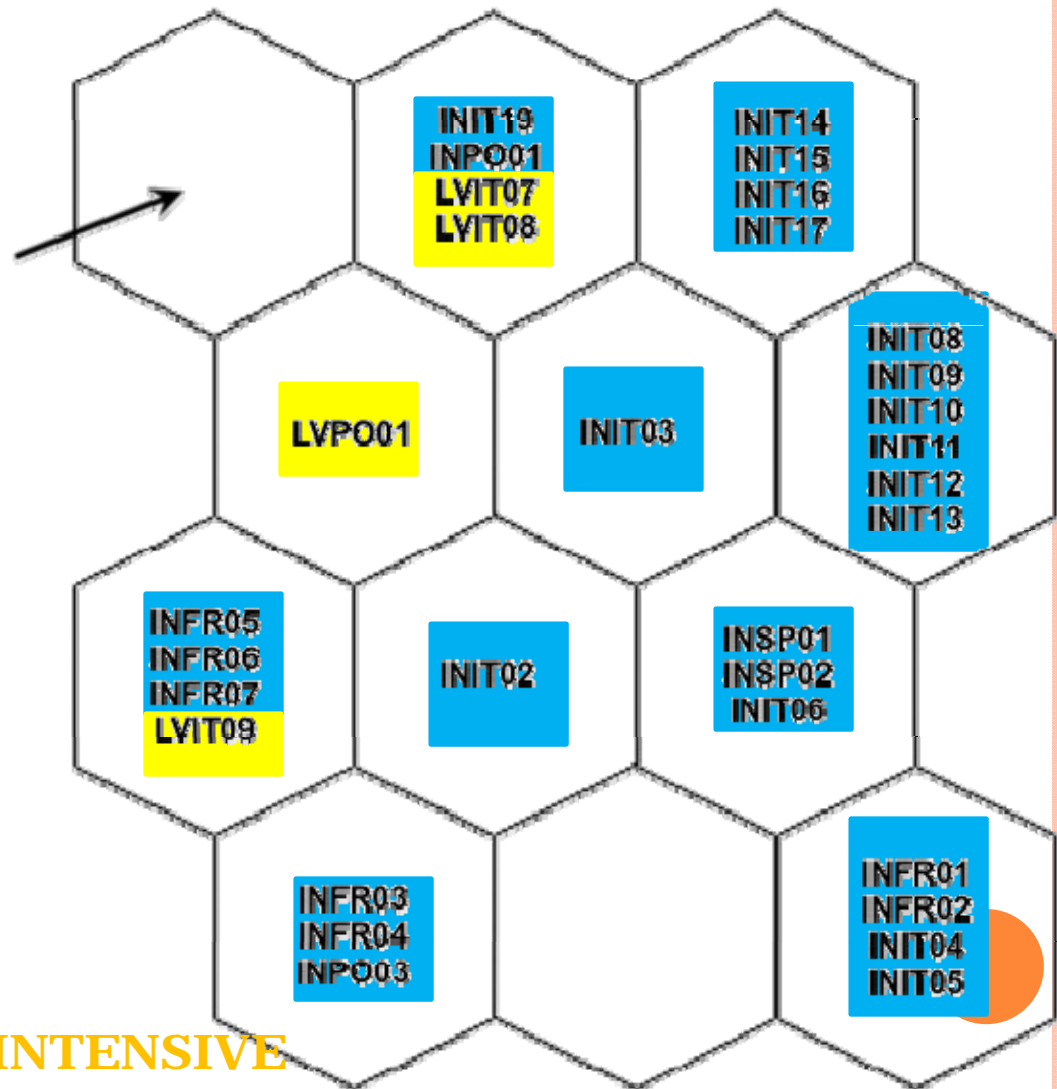 INIT19
INPO01
LVIT07
LVIT08
INIT14
INIT15
INIT16
INIT17
LVPO01
INIT03
INIT08
INIT09
INIT10
INIT11
INIT12
INIT13
INFR05
INFR06
INFR07
LVIT09
INIT02
INSP01
INSP02
INIT06
INFR03
INFR04
INPO03
INFR01
INFR02
INIT04
INIT05
INTENSIVE